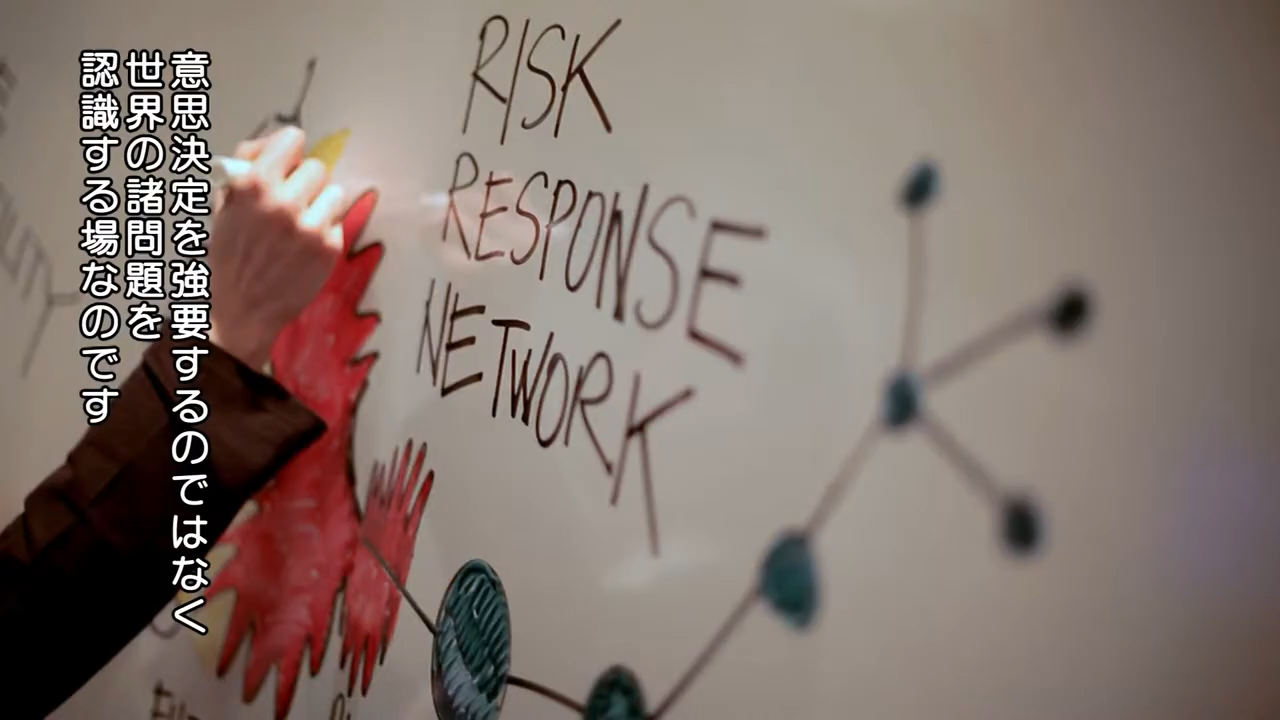 意思決定を強要するのではなく
世界の諸問題を
認識する場なのです
RISK
RESPONSE
NETWORK